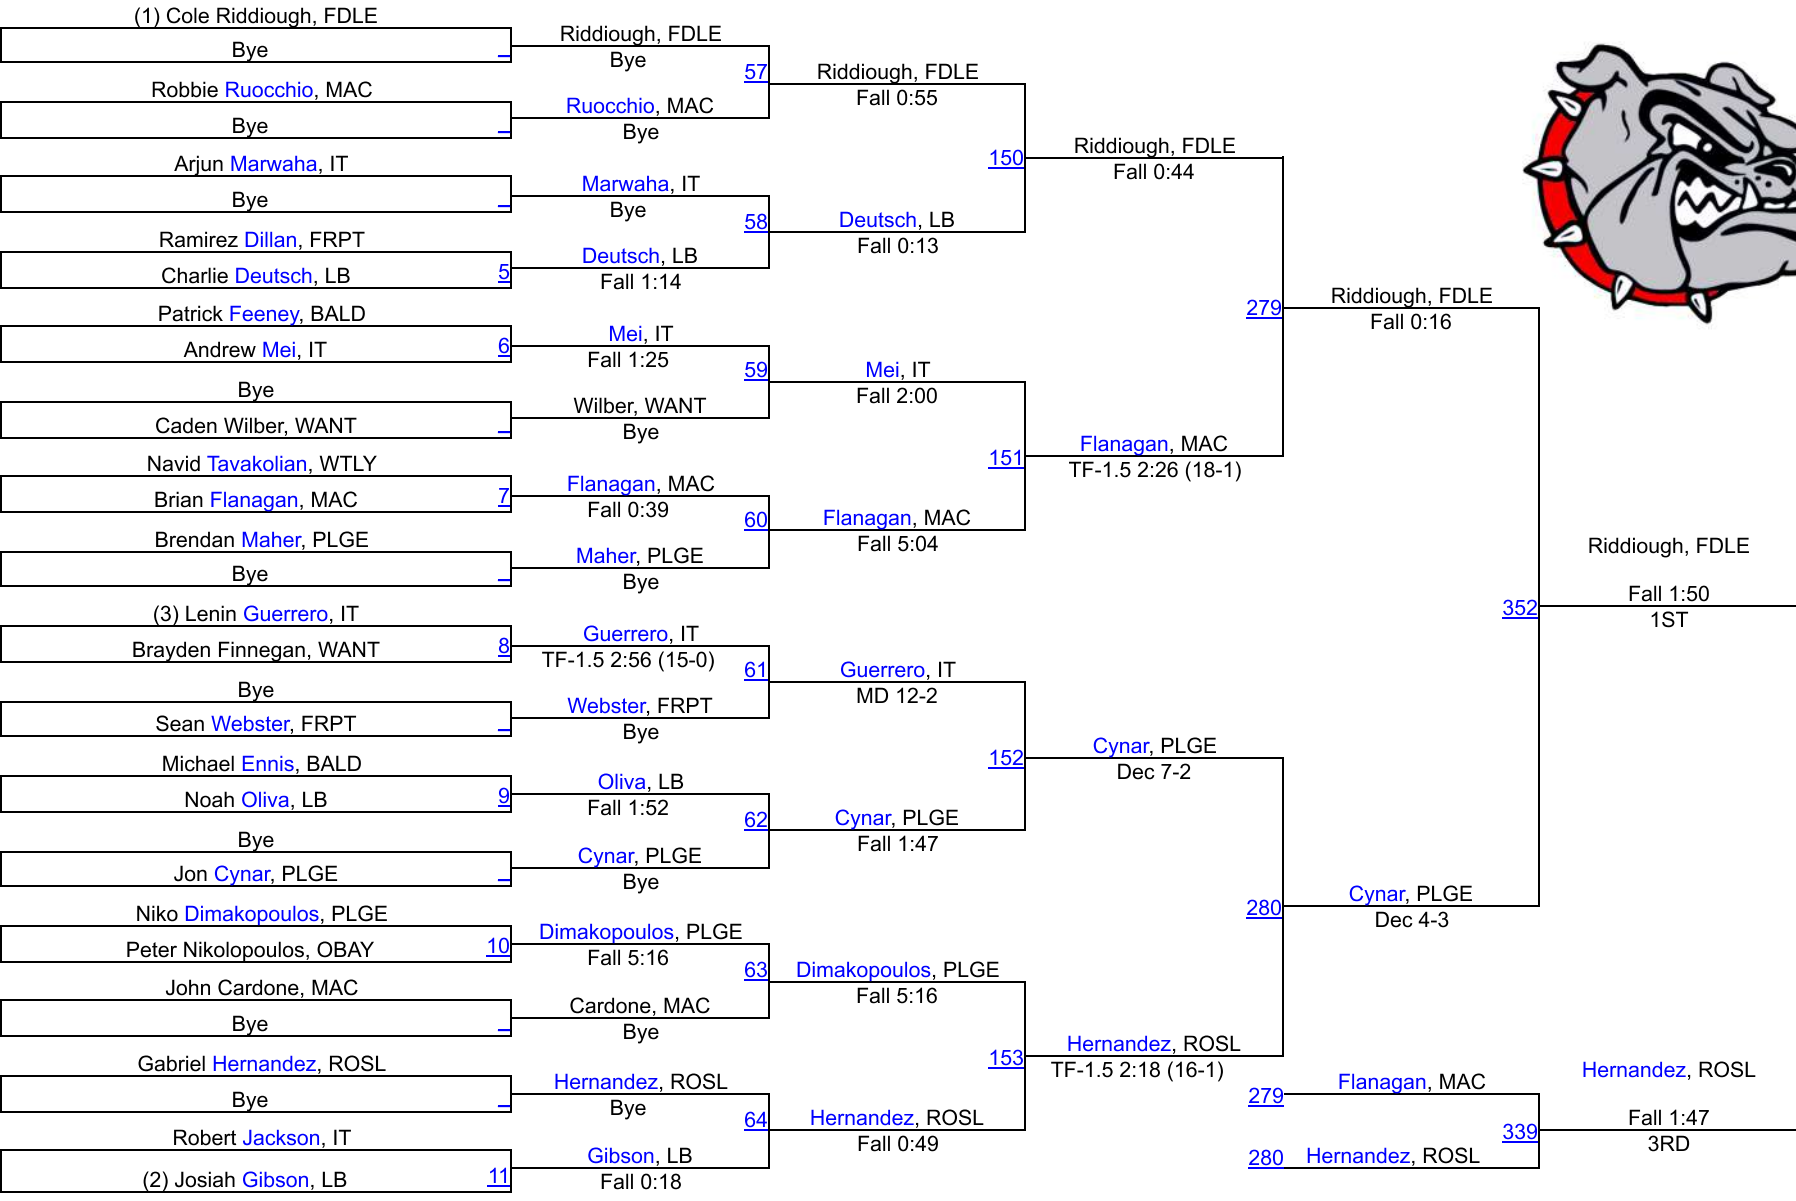 (1) Cole Riddiough, FDLE
Bye
Robbie Ruocchio, MAC
Bye
Arjun Marwaha, IT
Bye
Ramirez Dillan, FRPT
Charlie Deutsch, LB 5
Patrick Feeney, BALD
Andrew Mei, IT 6
Bye
Caden Wilber, WANT
Navid Tavakolian, WTLY
Brian Flanagan, MAC 7
Brendan Maher, PLGE
Bye
(3) Lenin Guerrero, IT
Brayden Finnegan, WANT 8
Bye
Sean Webster, FRPT
Michael Ennis, BALD
Noah Oliva, LB 9
Bye
Jon Cynar, PLGE
Niko Dimakopoulos, PLGE
Peter Nikolopoulos, OBAY 10
John Cardone, MAC
Bye
Gabriel Hernandez, ROSL
Bye
Robert Jackson, IT
(2) Josiah Gibson, LB 11
Riddiough, FDLE
Bye
57
Ruocchio, MAC
Bye
Marwaha, IT
Bye
58
Deutsch, LB
Fall 1:14
Mei, IT
Fall 1:25
59
Wilber, WANT
Bye
Flanagan, MAC
Fall 0:39
60
Maher, PLGE
Bye
Guerrero, IT
TF-1.5 2:56 (15-0)
61
Webster, FRPT
Bye
Oliva, LB
Fall 1:52
62
Cynar, PLGE
Bye
Dimakopoulos, PLGE
Fall 5:16
63
Cardone, MAC
Bye
Hernandez, ROSL
Bye
64
Gibson, LB
Fall 0:18
Riddiough, FDLE
Fall 0:55
150
Deutsch, LB
Fall 0:13
Mei, IT
Fall 2:00
151
Flanagan, MAC
Fall 5:04
Guerrero, IT
MD 12-2
152
Cynar, PLGE
Fall 1:47
Dimakopoulos, PLGE
Fall 5:16
153
Hernandez, ROSL
Fall 0:49
Riddiough, FDLE
Fall 0:44
279
Flanagan, MAC
TF-1.5 2:26 (18-1)
Cynar, PLGE
Dec 7-2
280
Hernandez, ROSL
TF-1.5 2:18 (16-1)
Riddiough, FDLE
Fall 0:16
352
Cynar, PLGE
Dec 4-3
Riddiough, FDLE
Fall 1:50
1ST
279 Flanagan, MAC
339
280 Hernandez, ROSL
Hernandez, ROSL
Fall 1:47
3RD